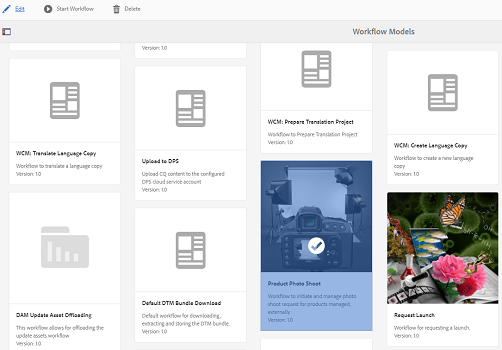 Edit
Start Workflow
Delete
Workflow Models
WCM: Translate Language Copy
Workflow to translate a language copy
Version: 1.0
DAM Update Asset Offloading
This workflow allows for offloading the
update assets workflow
Version: 1.0
Version: 1.0
Upload to DPS
Upload CQ content to the configured
DPS cloud service account
Version: 1.0
Default DTM Bundle Download
Default workflow for downloading,
extracting and storing the DTM bundle.
Version: 1.0
WCM: Prepare Translation Project
Workflow to Prepare Translation Project
Version: 1.0
Product Photo Shoot
Workflow to initiate and manage photo
shoot request for products managed,
externally
Version: 1.0
WCM: Create Language Copy
Workflow to create a new language
copy
Version: 1.0
Request Launch
Workflow for requesting a launch.
Version: 1.0